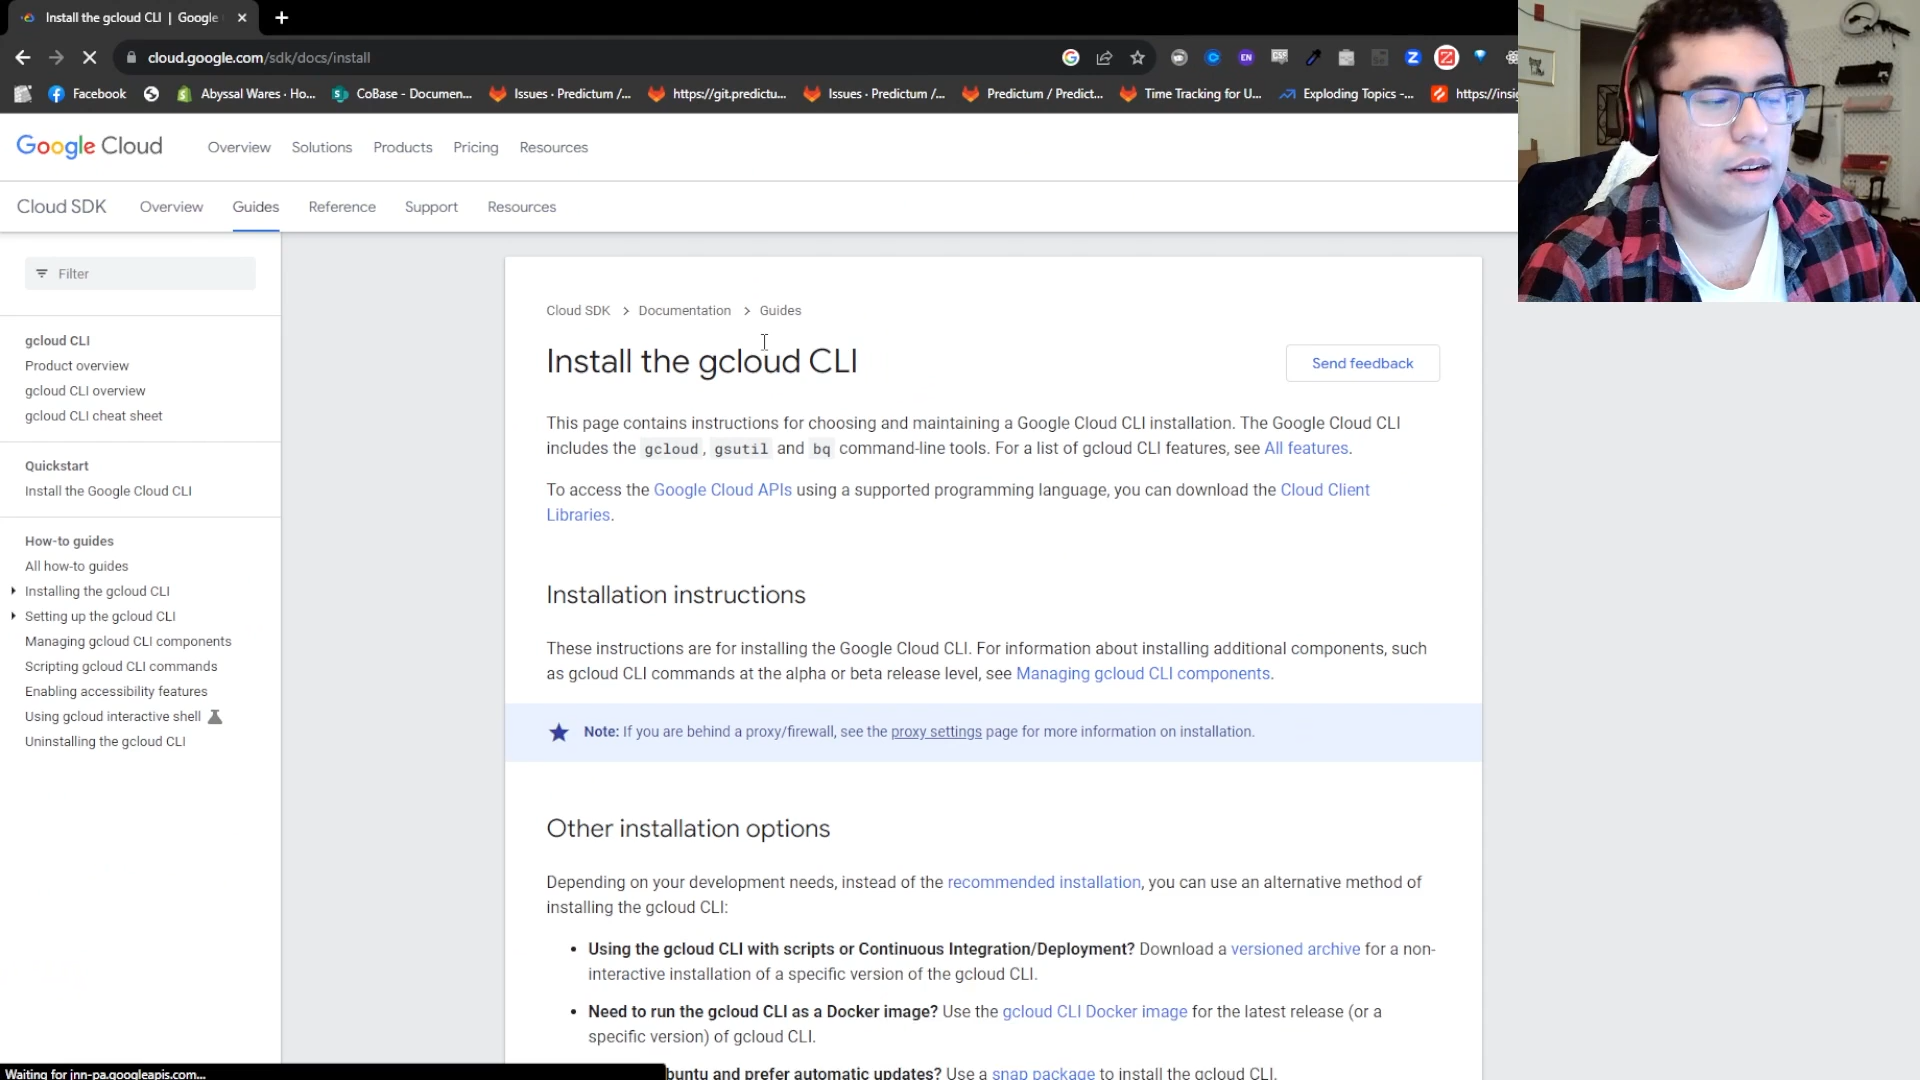 Install the gcloud CLI | Google
cloud.google.com/sdk/docs/install
EN
CSF
Facebook
Abyssal Wares · Ho...
CoBase - Documen...
Issues · Predictum /...
https://git.predictu...
Issues · Predictum /...
Predictum / Predict...
Time Tracking for U...
Exploding Topics -...
https://insig
Google Cloud
Overview
Solutions
Products
Pricing
Resources
Cloud SDK
Overview
Guides
Reference
Support
Resources
Filter
gcloud CLI
Product overview
gcloud CLI overview
gcloud CLI cheat sheet
Quickstart
Install the Google Cloud CLI
How-to guides
All how-to guides
Installing the gcloud CLI
Setting up the gcloud CLI
Managing gcloud CLI components
Scripting gcloud CLI commands
Enabling accessibility features
Using gcloud interactive shell
Uninstalling the gcloud CLI
Cloud SDK > Documentation > Guides
Install the gcloud CLI
Send feedback
This page contains instructions for choosing and maintaining a Google Cloud CLI installation. The Google Cloud CLI
includes the gcloud, gsutil and bq command-line tools. For a list of gcloud CLI features, see All features.
To access the Google Cloud APIs using a supported programming language, you can download the Cloud Client
Libraries.
Installation instructions
These instructions are for installing the Google Cloud CLI. For information about installing additional components, such
as gcloud CLI commands at the alpha or beta release level, see Managing gcloud CLI components.
Note: If you are behind a proxy/firewall, see the proxy settings page for more information on installation.
Other installation options
Depending on your development needs, instead of the recommended installation, you can use an alternative method of
installing the gcloud CLI:
• Using the gcloud CLI with scripts or Continuous Integration/Deployment? Download a versioned archive for a non-
interactive installation of a specific version of the gcloud CLI.
• Need to run the gcloud CLI as a Docker image? Use the gcloud CLI Docker image for the latest release (or a
specific version) of gcloud CLI.
buntu and prefer automatic updates? Use a snap package to install the gcloud CLI.
Waiting for jnn-pa.googleapis.com...